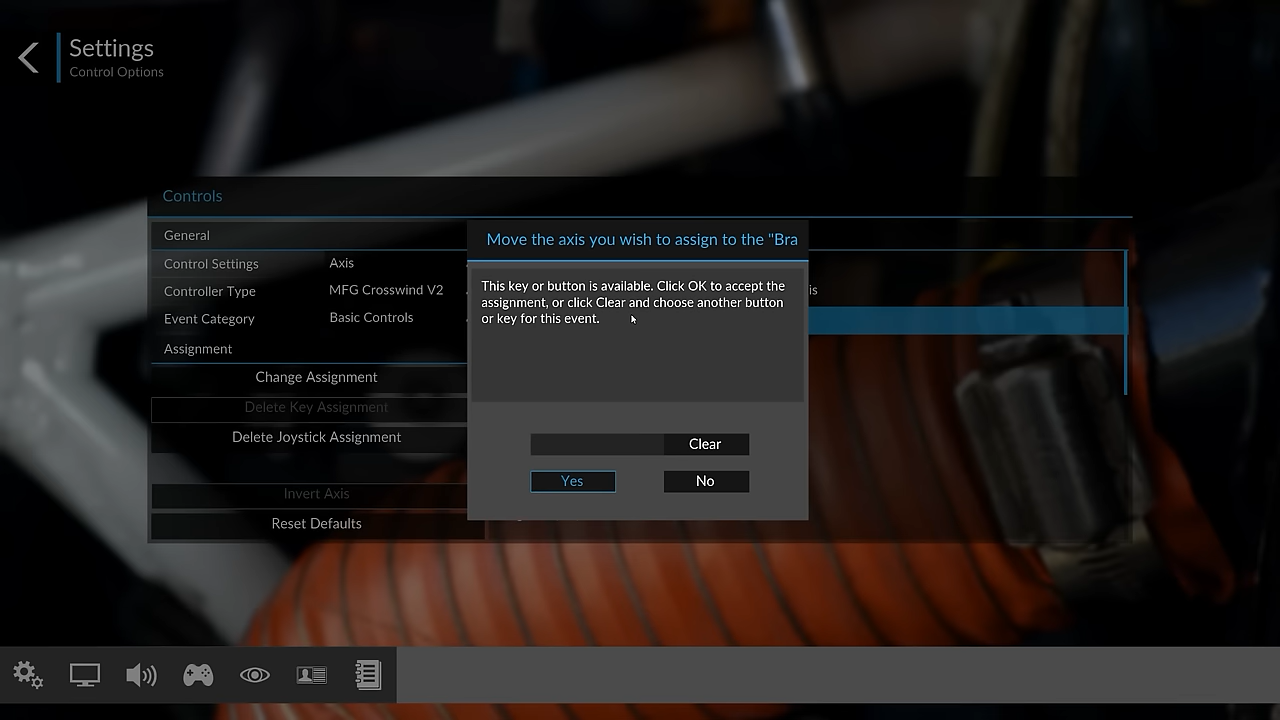 Settings
Control Options
Controls
General
Control Settings
Axis
Controller Type
MFG Crosswind V2
is
Event Category
Basic Controls
Assignment
Change Assignment
Delete Key Assignment
Delete Joystick Assignment
Invert Axis
Reset Defaults
Move the axis you wish to assign to the "Bra
This key or button is available. Click OK to accept the
assignment, or click Clear and choose another button
or key for this event.
Clear
Yes
No